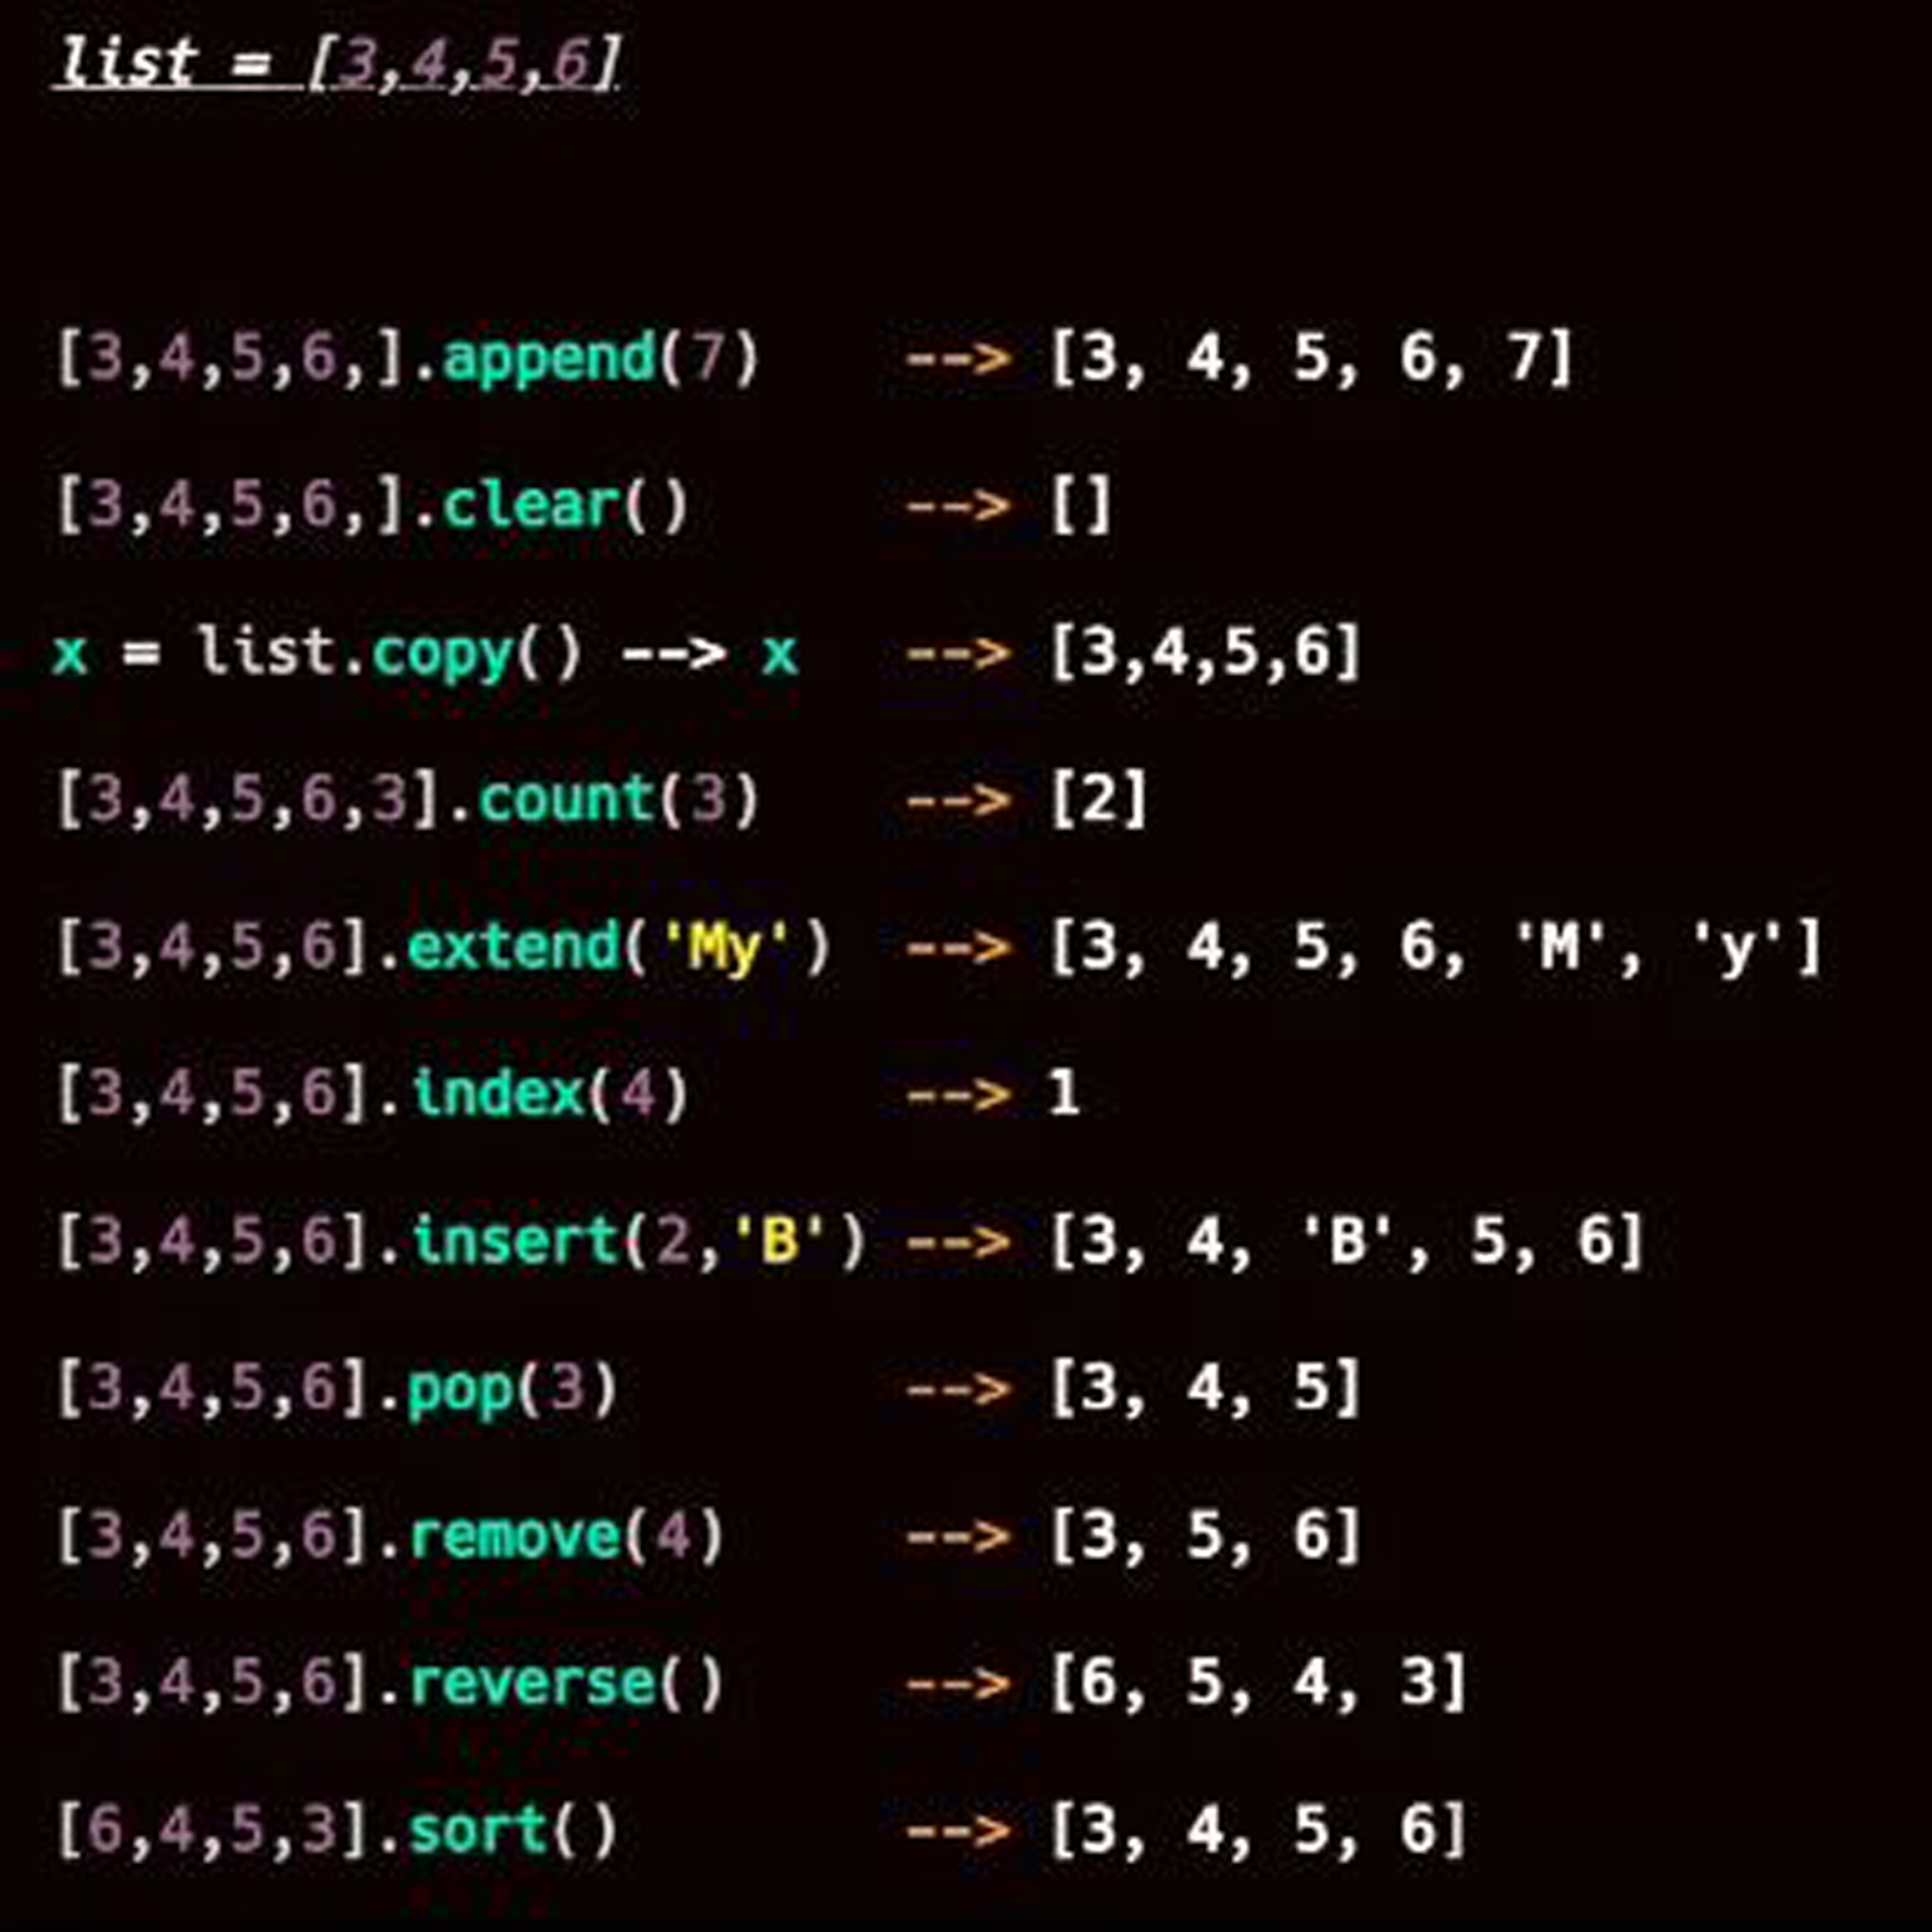 list = [3,4,5,6]
[3,4,5,6,].append(7) --> [3, 4, 5, 6, 7]
[3,4,5,6,].clear() --> []
x = list.copy() --> x --> [3,4,5,6]
[3,4,5,6,3].count(3) --> [2]
[3,4,5,6].extend('My') --> [3, 4, 5, 6, 'M', 'y']
[3,4,5,6].index(4) --> 1
[3,4,5,6].insert(2,'B') --> [3, 4, 'B', 5, 6]
[3,4,5,6].pop(3) --> [3, 4, 5]
[3,4,5,6].remove(4) --> [3, 5, 6]
[3,4,5,6].reverse() --> [6, 5, 4, 3]
[6,4,5,3].sort() --> [3, 4, 5, 6]